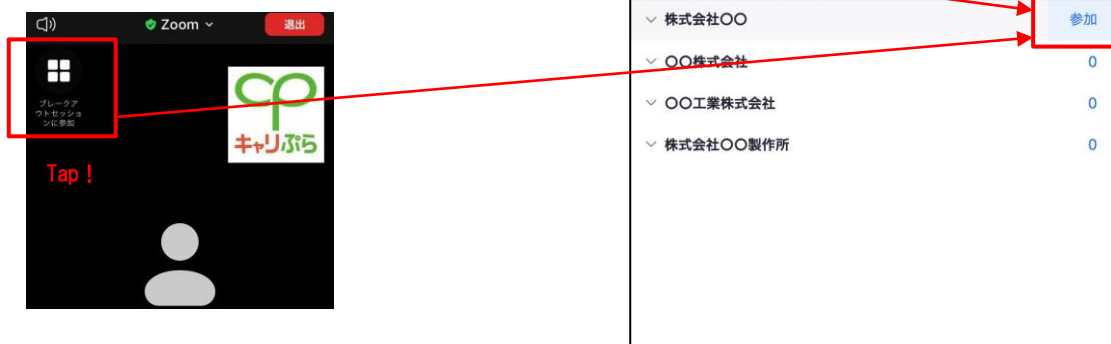 Zoom
退出
ブレークア
ウトセッショ
ンに参加
cp
キャリぷら
Tap！
株式会社〇〇 参加
〇〇株式会社 0
〇〇工業株式会社 0
株式会社〇〇製作所 0